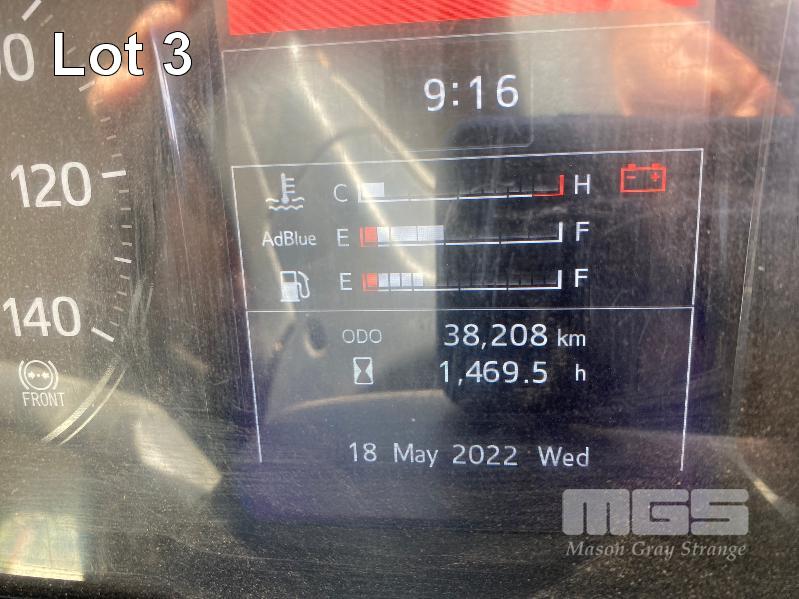 Lot 3
9:16
120
C H - +
AdBlue E F
E F
140
ODO 38,208 km
1,469.5 h
FRONT
18 May 2022 Wed
MGS
Mason Gray Strange